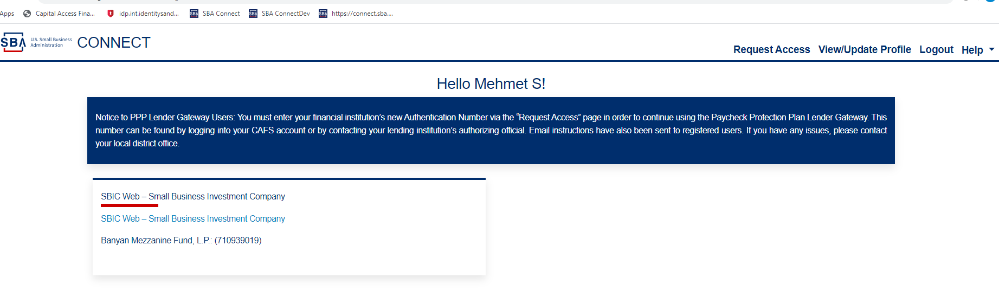 Apps Capital Access Fina... idp.int.identitysand... SBA Connect SBA ConnectDev https://connect.sba....
SBA U.S. Small Business Administration CONNECT
Request Access View/Update Profile Logout Help
Hello Mehmet S!
Notice to PPP Lender Gateway Users: You must enter your financial institution’s new Authentication Number via the “Request Access” page in order to continue using the Paycheck Protection Plan Lender Gateway. This
number can be found by logging into your CAFS account or by contacting your lending institution’s authorizing official. Email instructions have also been sent to registered users. If you have any issues, please contact
your local district office.
SBIC Web – Small Business Investment Company
SBIC Web – Small Business Investment Company
Banyan Mezzanine Fund, L.P.: (710939019)